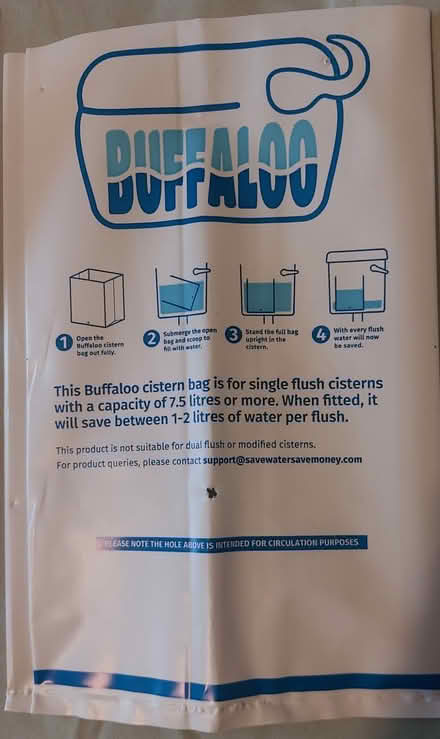 BUFFALOO
1 Open the
Buffaloo cistern
bag out fully.
2 Submerge the open
bag and scoop to
fill with water.
3 Stand the full bag
upright in the
cistern.
4 With every flush
water will now
be saved.
This Buffaloo cistern bag is for single flush cisterns
with a capacity of 7.5 litres or more. When fitted, it
will save between 1-2 litres of water per flush.
This product is not suitable for dual flush or modified cisterns.
For product queries, please contact support@savewatersavemoney.com
PLEASE NOTE THE HOLE ABOVE IS INTENDED FOR CIRCULATION PURPOSES